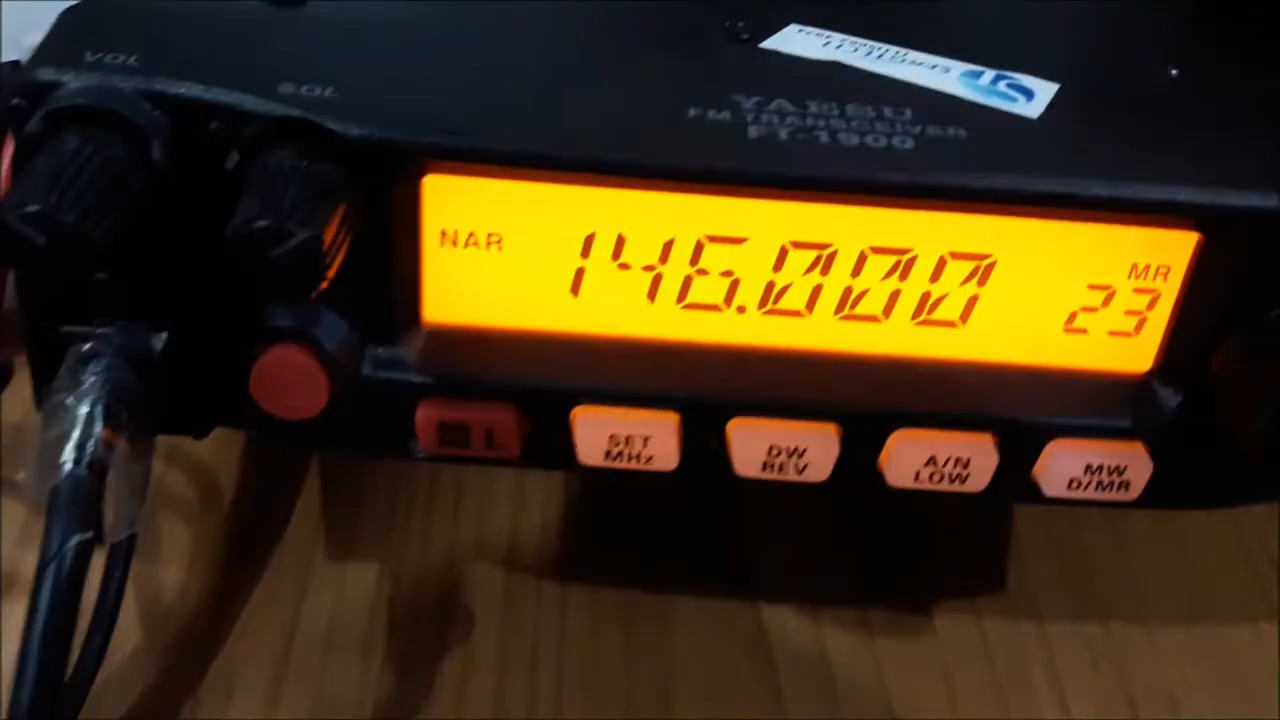 VOL
SQL
YAESU
FM TRANSCEIVER
FT-1900
NAR
146.000
MR
23
SET
MHz
DW
REV
A/N
LOW
MW
D/MR